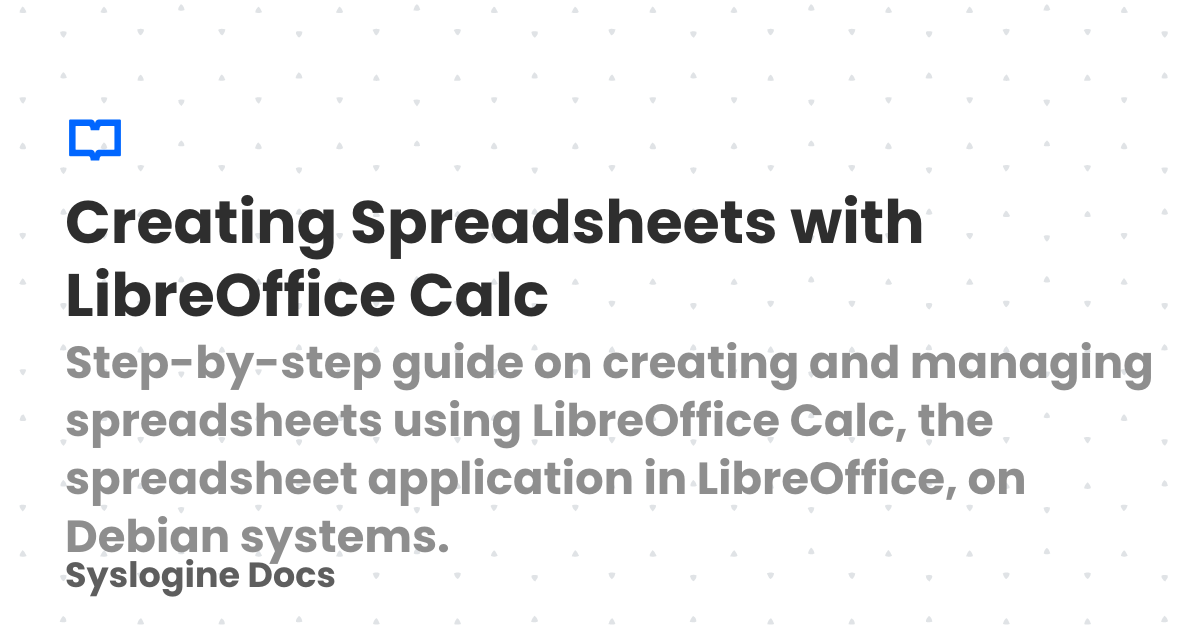 Creating Spreadsheets with
LibreOffice Calc
Step-by-step guide on creating and managing
spreadsheets using LibreOffice Calc, the
spreadsheet application in LibreOffice, on
Debian systems.
Syslogine Docs